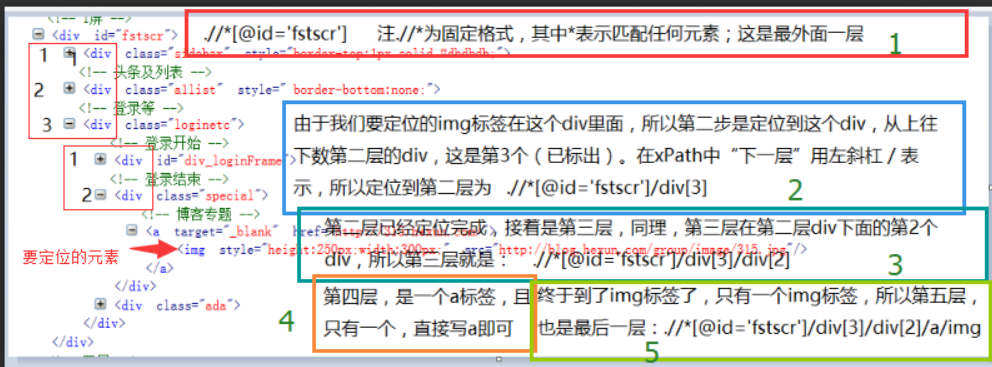 <!-- 1屏 -->
<div id="fstscr">
.//*[@id='fstscr'] 注.//*为固定格式，其中*表示匹配任何元素；这是最外面一层
1
1 <div class="sidebar" style="border-top:1px solid #dbdbdb;">
1
<!-- 头条及列表 -->
2 <div class="allist" style=" border-bottom:none;">
<!-- 登录等 -->
3 <div class="loginetc">
由于我们要定位的img标签在这个div里面，所以第二步是定位到这个div，从上往
下数第二层的div，这是第3个（已标出）。在xPath中“下一层”用左斜杠 / 表
示，所以定位到第二层为 .//*[@id='fstscr']/div[3]
2
<!-- 登录开始 -->
1 <div id="div_loginFrame">
<!-- 登录结束 -->
2 <div class="special">
<!-- 博客专题 -->
<a target="_blank" href=
要定位的元素
<img style="height:250px;width:300px;" src="http://blog.hexun.com/group/image/315.jpg"/>
</a>
</div>
<div class="ada">
</div>
</div>
第二层已经定位完成，接着是第三层，同理，第三层在第二层div下面的第2个
div，所以第三层就是： .//*[@id='fstscr']/div[3]/div[2]
3
第四层，是一个a标签，且
只有一个，直接写a即可
4
终于到了img标签了，只有一个img标签，所以第五层，
也是最后一层：.//*[@id='fstscr']/div[3]/div[2]/a/img
5